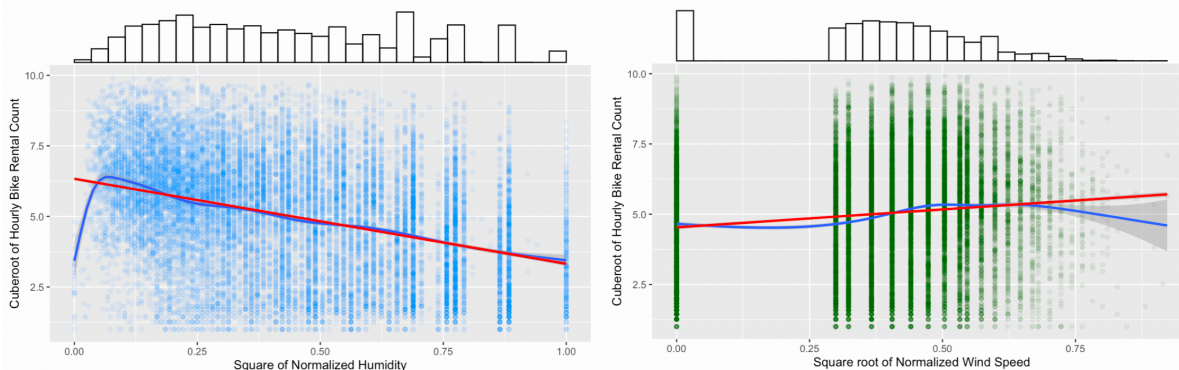 10.0
7.5
5.0
2.5
Cuberoot of Hourly Bike Rental Count
0.00 0.25 0.50 0.75 1.00
Square of Normalized Humidity
10.0
7.5
5.0
2.5
Cuberoot of Hourly Bike Rental Count
0.00 0.25 0.50 0.75
Square root of Normalized Wind Speed